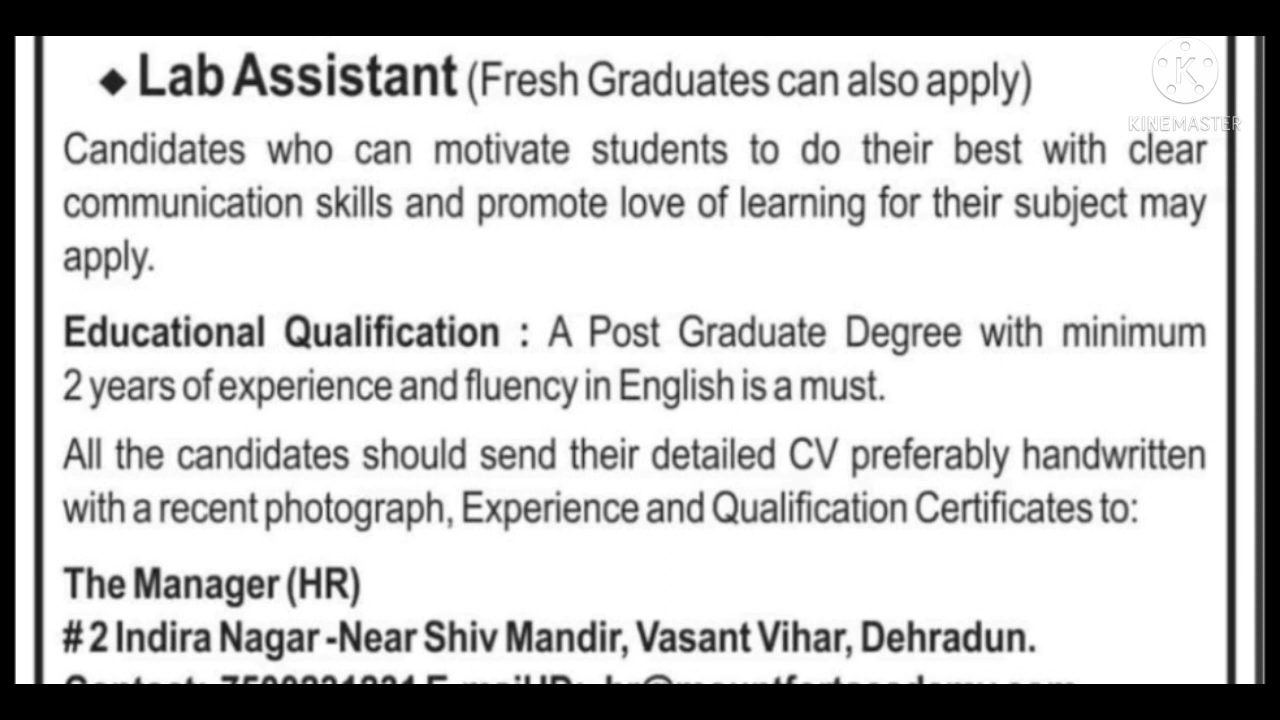 ◆ Lab Assistant (Fresh Graduates can also apply)
K
KINEMASTER
Candidates who can motivate students to do their best with clear
communication skills and promote love of learning for their subject may
apply.
Educational Qualification : A Post Graduate Degree with minimum
2 years of experience and fluency in English is a must.
All the candidates should send their detailed CV preferably handwritten
with a recent photograph, Experience and Qualification Certificates to:
The Manager (HR)
# 2 Indira Nagar -Near Shiv Mandir, Vasant Vihar, Dehradun.